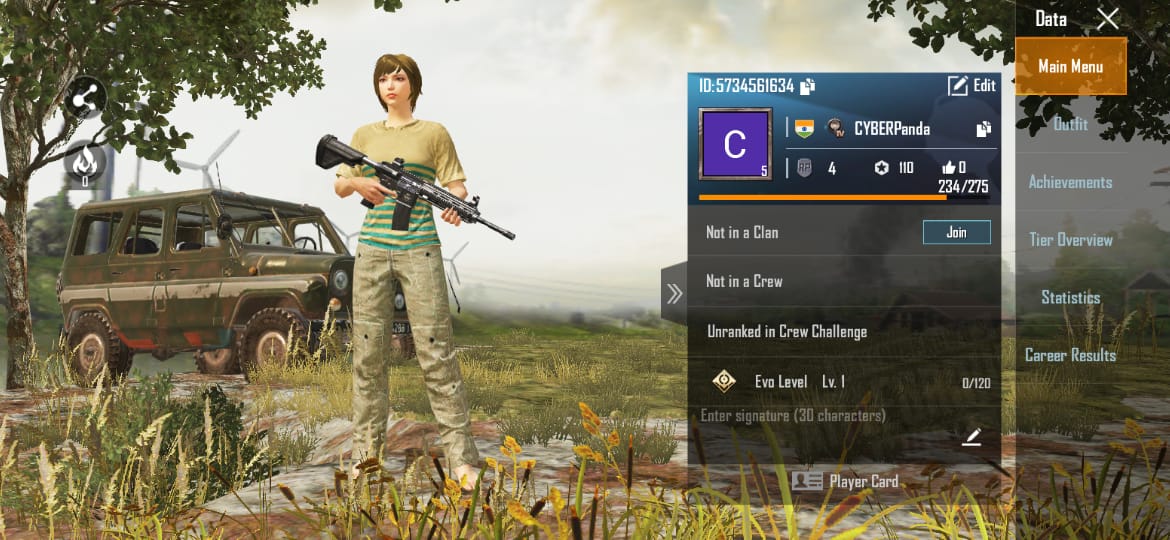 Data
Main Menu
Outfit
Achievements
Tier Overview
Statistics
Career Results
0
ID:5734561634
Edit
C
5
TV
CYBERPanda
RP
4
110
0
234/275
Not in a Clan
Join
Not in a Crew
Unranked in Crew Challenge
Evo Level Lv. 1
0/120
Enter signature (30 characters)
Player Card